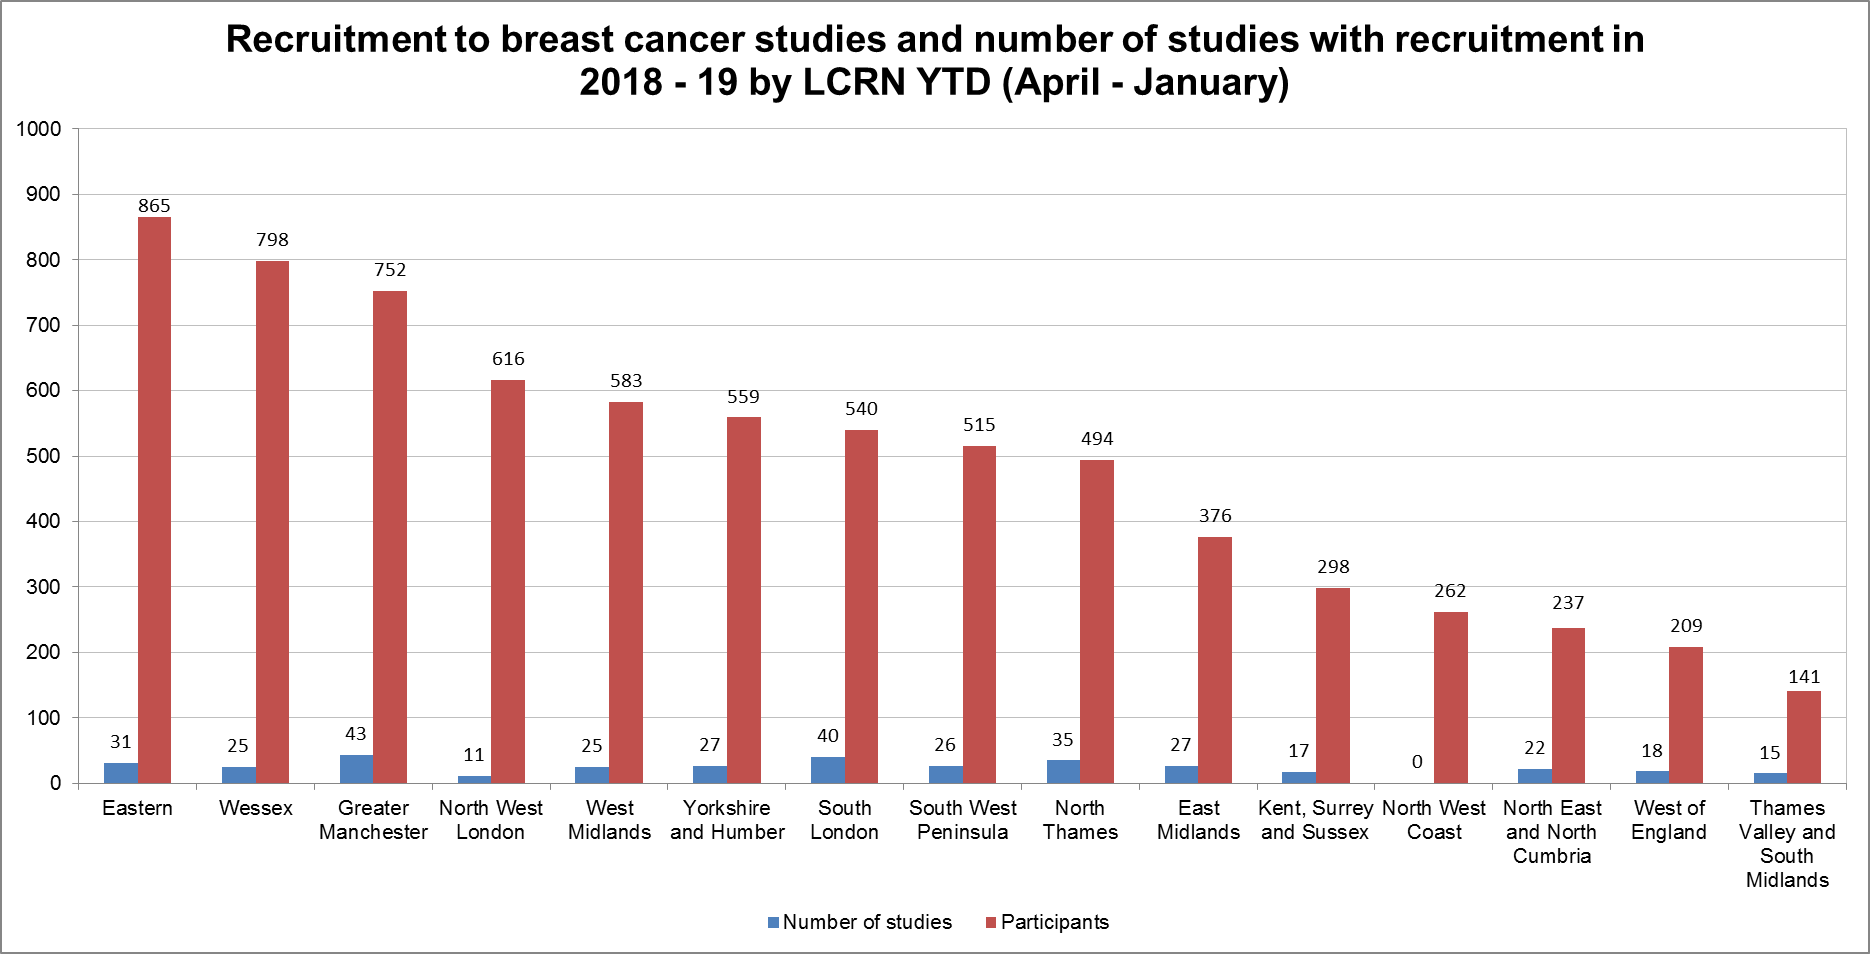 Recruitment to breast cancer studies and number of studies with recruitment in
2018 - 19 by LCRN YTD (April - January)
1000
900
800
700
600
500
400
300
200
100
0
31
865
25
798
43
752
11
616
25
583
27
559
40
540
26
515
35
494
27
376
17
298
0
262
22
237
18
209
15
141
Eastern
Wessex
Greater
Manchester
North West
London
West
Midlands
Yorkshire
and Humber
South
London
South West
Peninsula
North
Thames
East
Midlands
Kent, Surrey
and Sussex
North West
Coast
North East
and North
Cumbria
West of
England
Thames
Valley and
South
Midlands
Number of studies
Participants